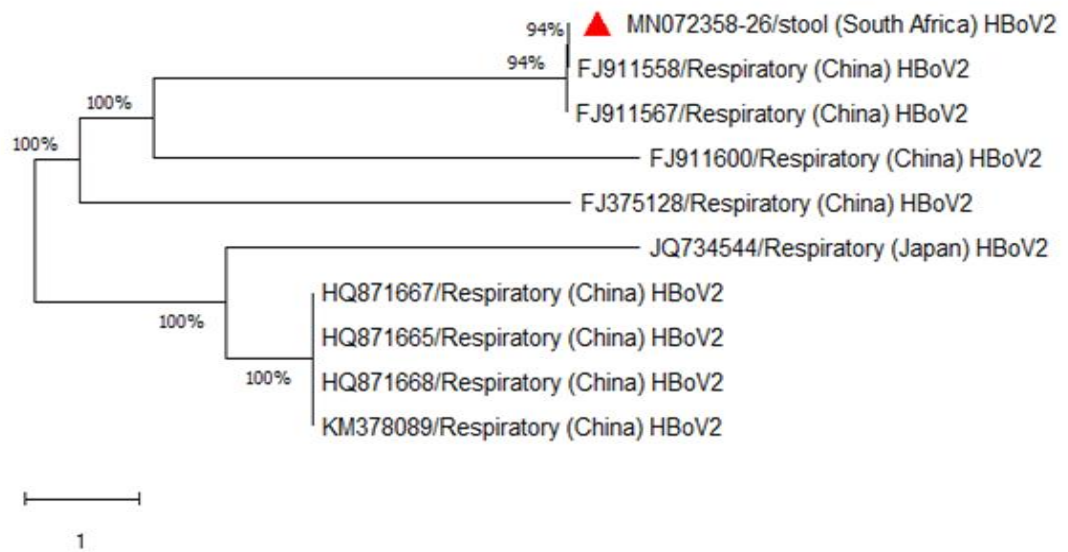 94%
MN072358-26/stool (South Africa) HBoV2
94%
FJ911558/Respiratory (China) HBoV2
FJ911567/Respiratory (China) HBoV2
100%
100%
FJ911600/Respiratory (China) HBoV2
FJ375128/Respiratory (China) HBoV2
JQ734544/Respiratory (Japan) HBoV2
HQ871667/Respiratory (China) HBoV2
100%
HQ871665/Respiratory (China) HBoV2
100%
HQ871668/Respiratory (China) HBoV2
KM378089/Respiratory (China) HBoV2
1